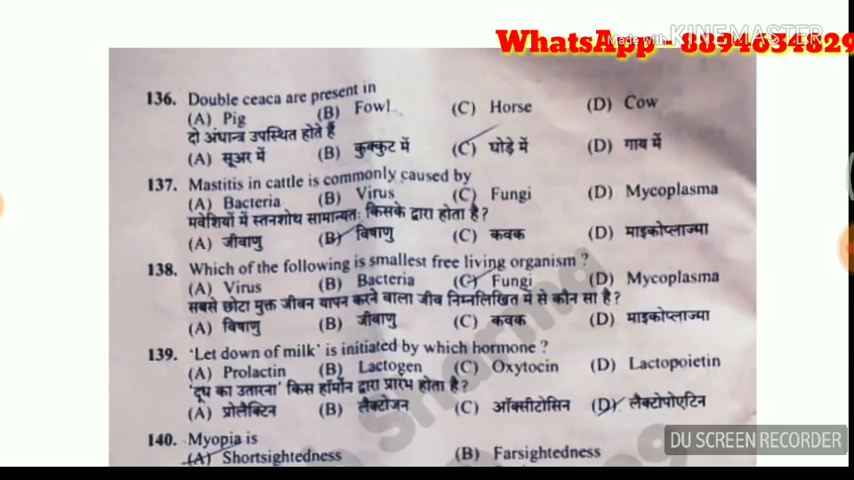 Made with KINEMASTER
WhatsApp - 8894634829
136. Double ceaca are present in
(A) Pig (B) Fowl (C) Horse (D) Cow
दो अंधान्त्र उपस्थित होते हैं
(A) सूअर में (B) कुक्कुट में (C) घोड़े में (D) गाय में
137. Mastitis in cattle is commonly caused by
(A) Bacteria (B) Virus (C) Fungi (D) Mycoplasma
मवेशियों में स्तनशोथ सामान्यतः किसके द्वारा होता है?
(A) जीवाणु (B) विषाणु (C) कवक (D) माइकोप्लाज्मा
138. Which of the following is smallest free living organism ?
(A) Virus (B) Bacteria (C) Fungi (D) Mycoplasma
सबसे छोटा मुक्त जीवन यापन करने वाला जीव निम्नलिखित में से कौन सा है?
(A) विषाणु (B) जीवाणु (C) कवक (D) माइकोप्लाज्मा
139. 'Let down of milk' is initiated by which hormone ?
(A) Prolactin (B) Lactogen (C) Oxytocin (D) Lactopoietin
'दूध का उतारना' किस हॉर्मोन द्वारा प्रारंभ होता है?
(A) प्रोलैक्टिन (B) लैक्टोजन (C) ऑक्सीटोसिन (D) लैक्टोपोएटिन
140. Myopia is
(A) Shortsightedness (B) Farsightedness
DU SCREEN RECORDER